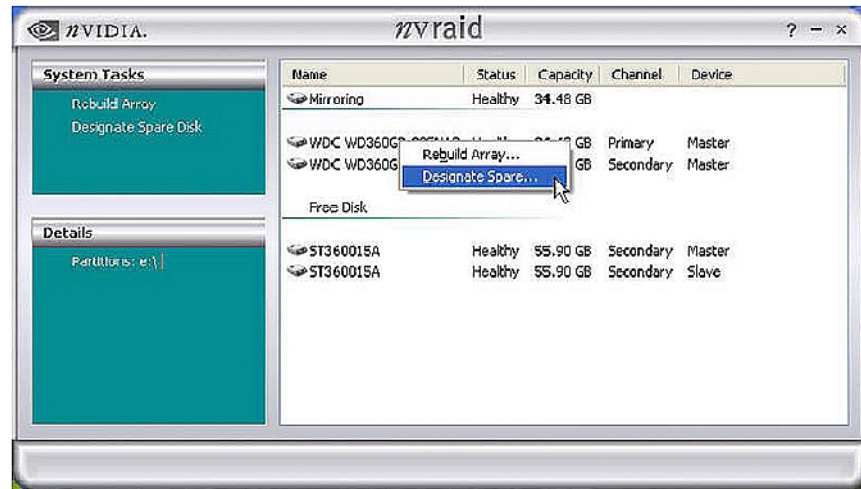 nVIDIA.
nvraid
? – ×
System Tasks
Rebuild Array
Designate Spare Disk
Details
Partitions: e:\
Name Status Capacity Channel Device
Mirroring Healthy 34.48 GB
WDC GB Primary Master
WDC WD360G GB Secondary Master
Rebuild Array...
Designate Spare...
Free Disk
ST360015A Healthy 55.90 GB Secondary Master
ST360015A Healthy 55.90 GB Secondary Slave